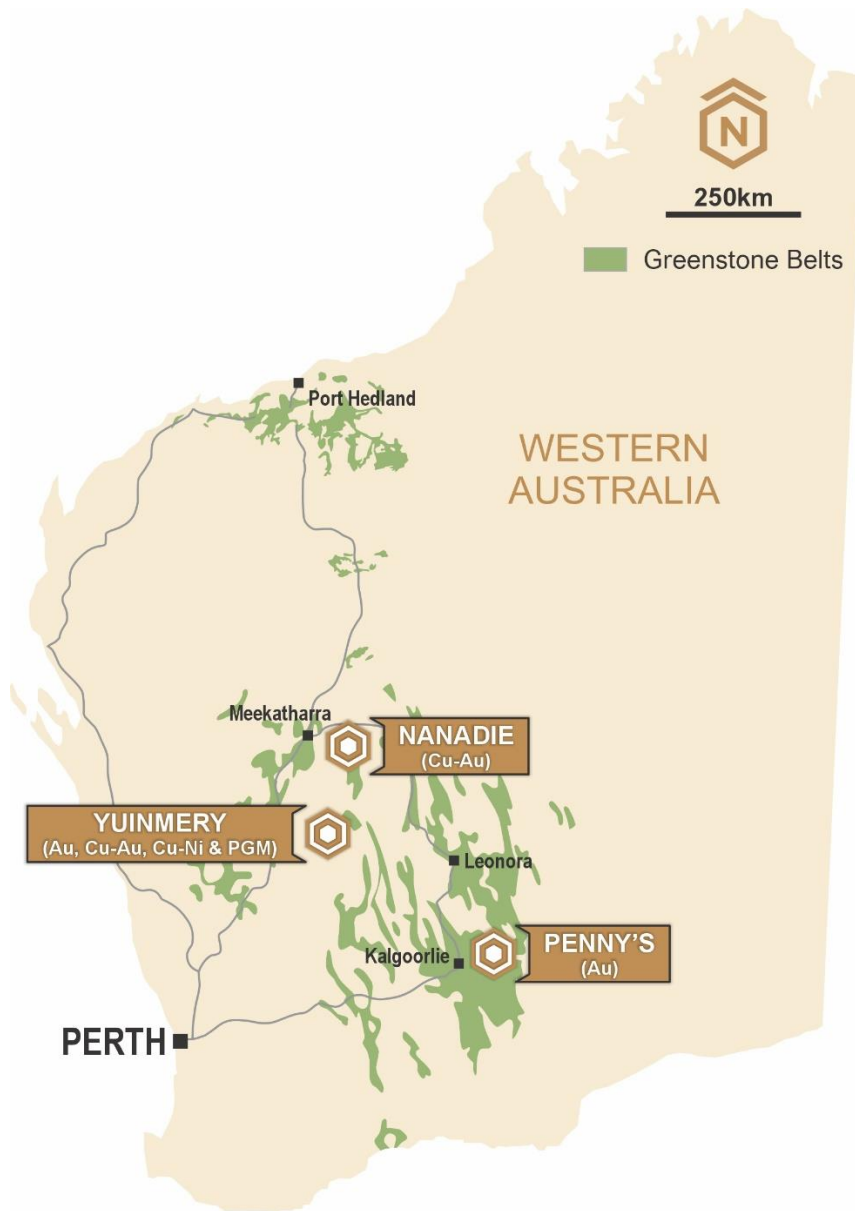 N
250km
Greenstone Belts
Port Hedland
WESTERN
AUSTRALIA
Meekatharra
NANADIE
(Cu-Au)
YUINMERY
(Au, Cu-Au, Cu-Ni & PGM)
Leonora
Kalgoorlie
PENNY'S
(Au)
PERTH